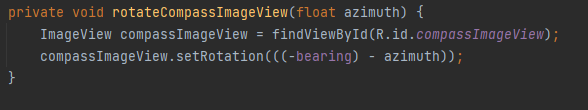 private void rotateCompassImageView(float azimuth) {
    ImageView compassImageView = findViewById(R.id.compassImageView);
    compassImageView.setRotation(((-bearing) - azimuth));
}